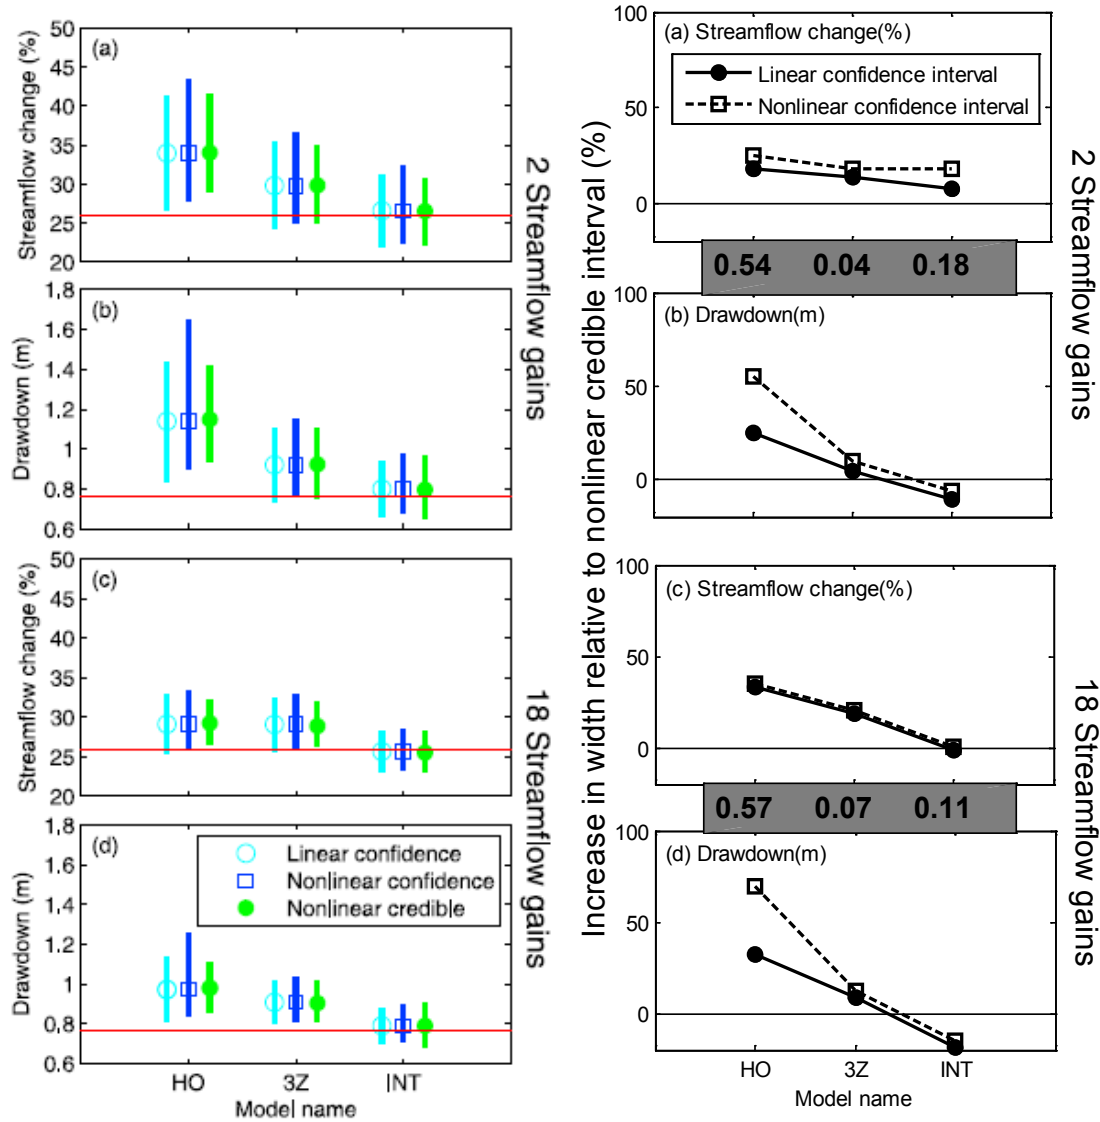 50
45
40
35
30
25
20
(a)
Streamflow change (%)
1.8
1.6
1.4
1.2
1
0.8
0.6
(b)
Drawdown (m)
2 Streamflow gains
50
45
40
35
30
25
20
(c)
Streamflow change (%)
1.8
1.6
1.4
1.2
1
0.8
0.6
(d)
Linear confidence
Nonlinear confidence
Nonlinear credible
Drawdown (m)
HO 3Z INT
Model name
18 Streamflow gains
Increase in width relative to nonlinear credible interval (%)
100
50
0
(a) Streamflow change(%)
Linear confidence interval
Nonlinear confidence interval
0.54 0.04 0.18
100
50
0
(b) Drawdown(m)
2 Streamflow gains
100
50
0
(c) Streamflow change(%)
0.57 0.07 0.11
100
50
0
(d) Drawdown(m)
HO 3Z INT
Model name
18 Streamflow gains